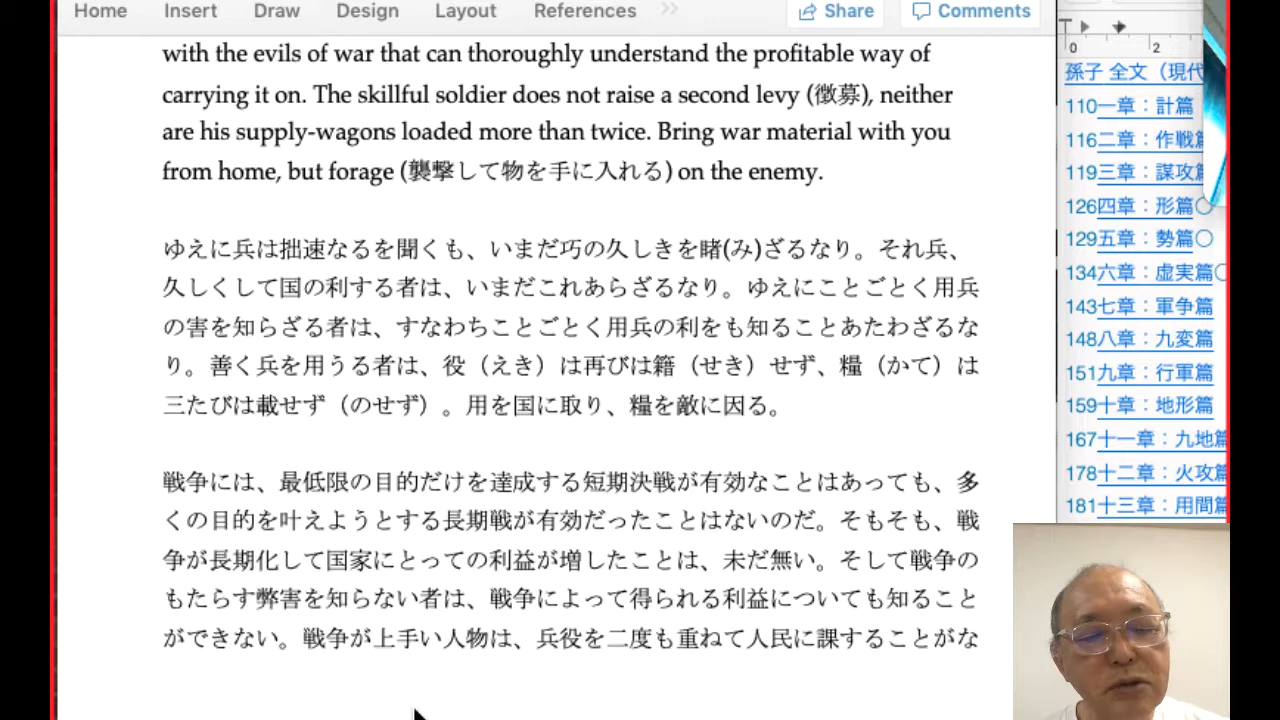 Home Insert Draw Design Layout References Share Comments
with the evils of war that can thoroughly understand the profitable way of
carrying it on. The skillful soldier does not raise a second levy (徴募), neither
are his supply-wagons loaded more than twice. Bring war material with you
from home, but forage (襲撃して物を手に入れる) on the enemy.
ゆえに兵は拙速なるを聞くも、いまだ巧の久しきを睹(み)ざるなり。それ兵、
久しくして国の利する者は、いまだこれあらざるなり。ゆえにことごとく用兵
の害を知らざる者は、すなわちことごとく用兵の利をも知ることあたわざるな
り。善く兵を用うる者は、役（えき）は再びは籍（せき）せず、糧（かて）は
三たびは載せず（のせず）。用を国に取り、糧を敵に因る。
戦争には、最低限の目的だけを達成する短期決戦が有効なことはあっても、多
くの目的を叶えようとする長期戦が有効だったことはないのだ。そもそも、戦
争が長期化して国家にとっての利益が増したことは、未だ無い。そして戦争の
もたらす弊害を知らない者は、戦争によって得られる利益についても知ること
ができない。戦争が上手い人物は、兵役を二度も重ねて人民に課することがな
0 2
孫子 全文（現代
110一章：計篇
116二章：作戦篇
119三章：謀攻篇
126四章：形篇○
129五章：勢篇○
134六章：虚実篇○
143七章：軍争篇
148八章：九変篇
151九章：行軍篇
159十章：地形篇
167十一章：九地篇
178十二章：火攻篇
181十三章：用間篇